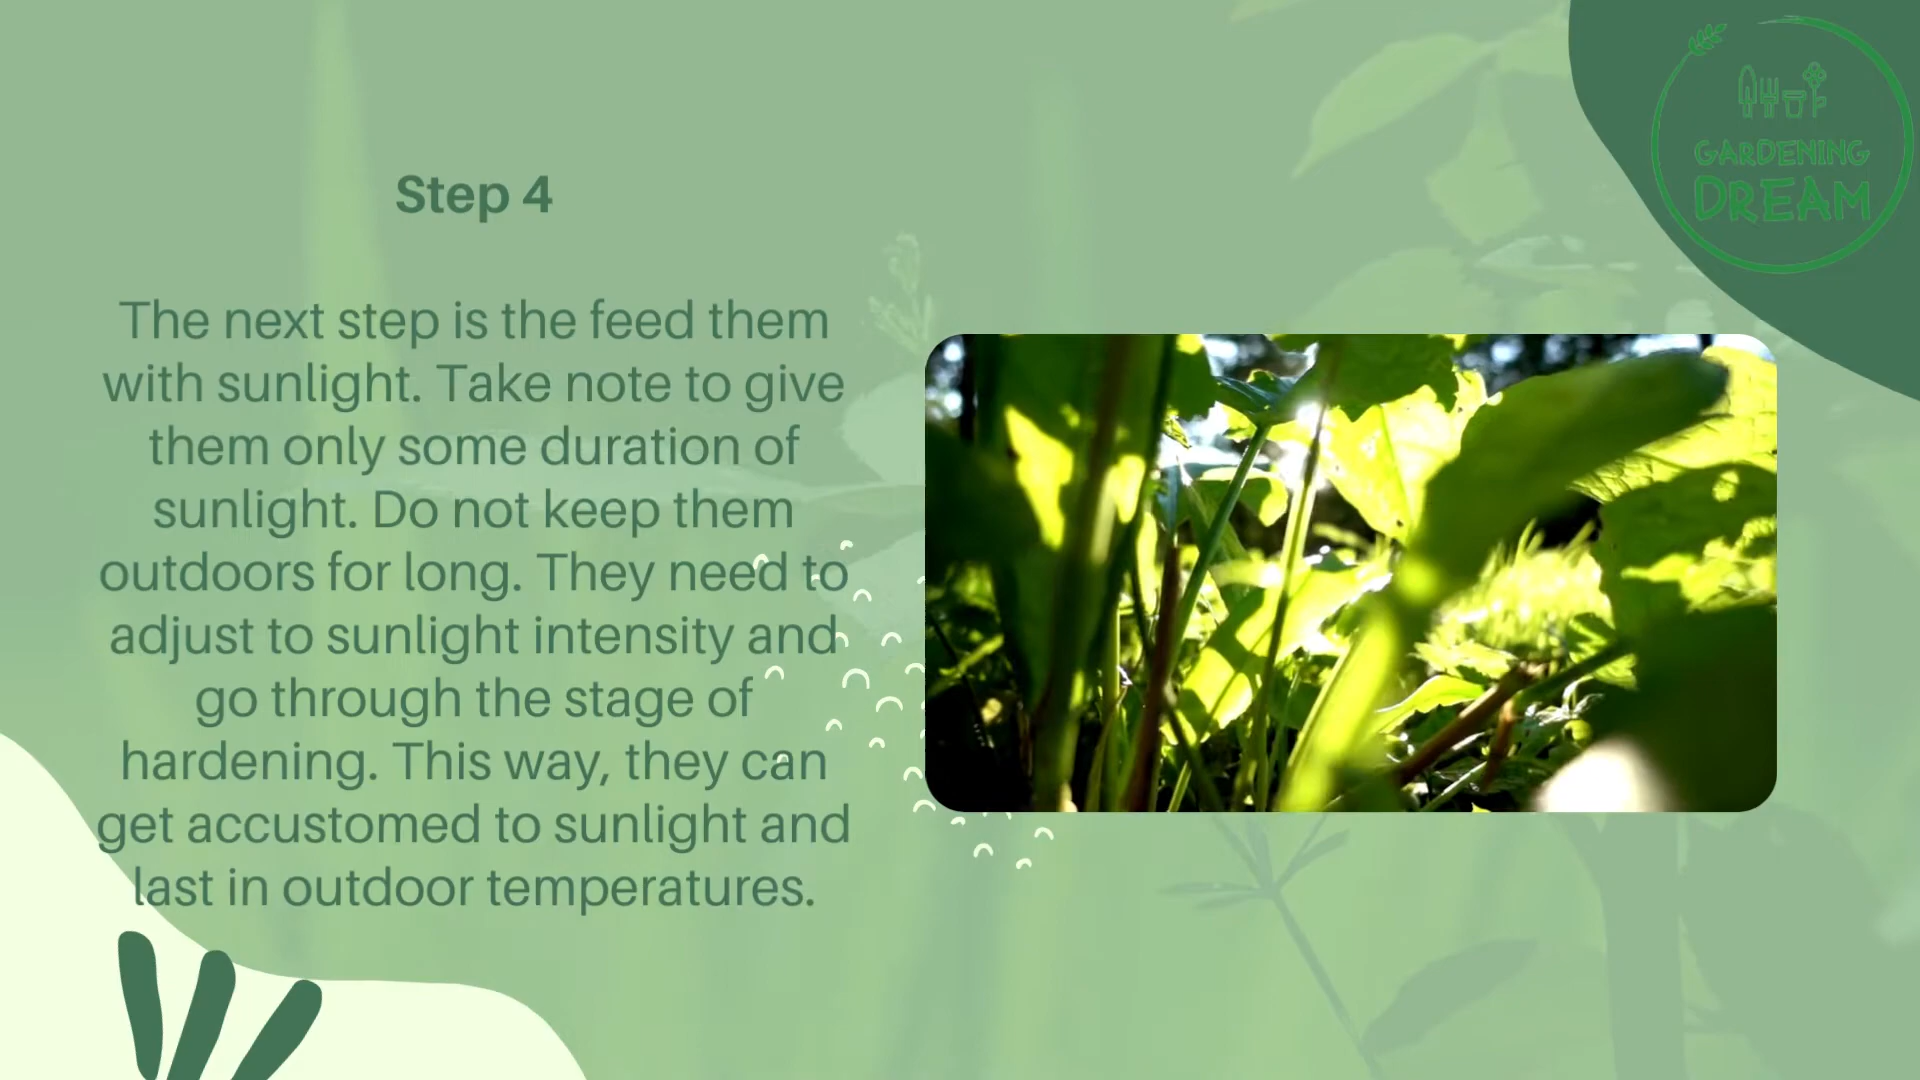 GARDENING
DREAM
Step 4
The next step is the feed them
with sunlight. Take note to give
them only some duration of
sunlight. Do not keep them
outdoors for long. They need to
adjust to sunlight intensity and
go through the stage of
hardening. This way, they can
get accustomed to sunlight and
last in outdoor temperatures.